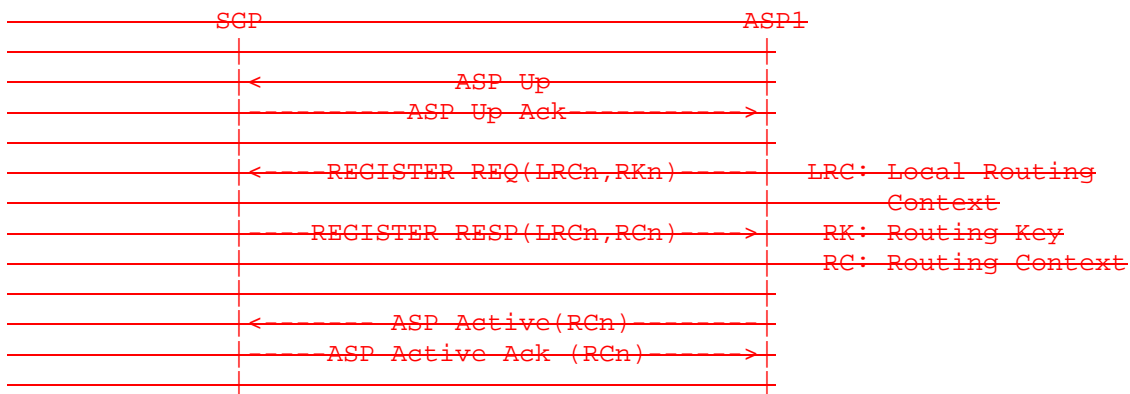 SGP ASP1
|<          ASP Up           |
|----------ASP Up Ack----------->|
|<----REGISTER REQ(LRCn,RKn)-----| LRC: Local Routing
Context
|----REGISTER RESP(LRCn,RCn)---->| RK: Routing Key
RC: Routing Context
|<------- ASP Active(RCn)--------|
|-----ASP Active Ack (RCn)------>|